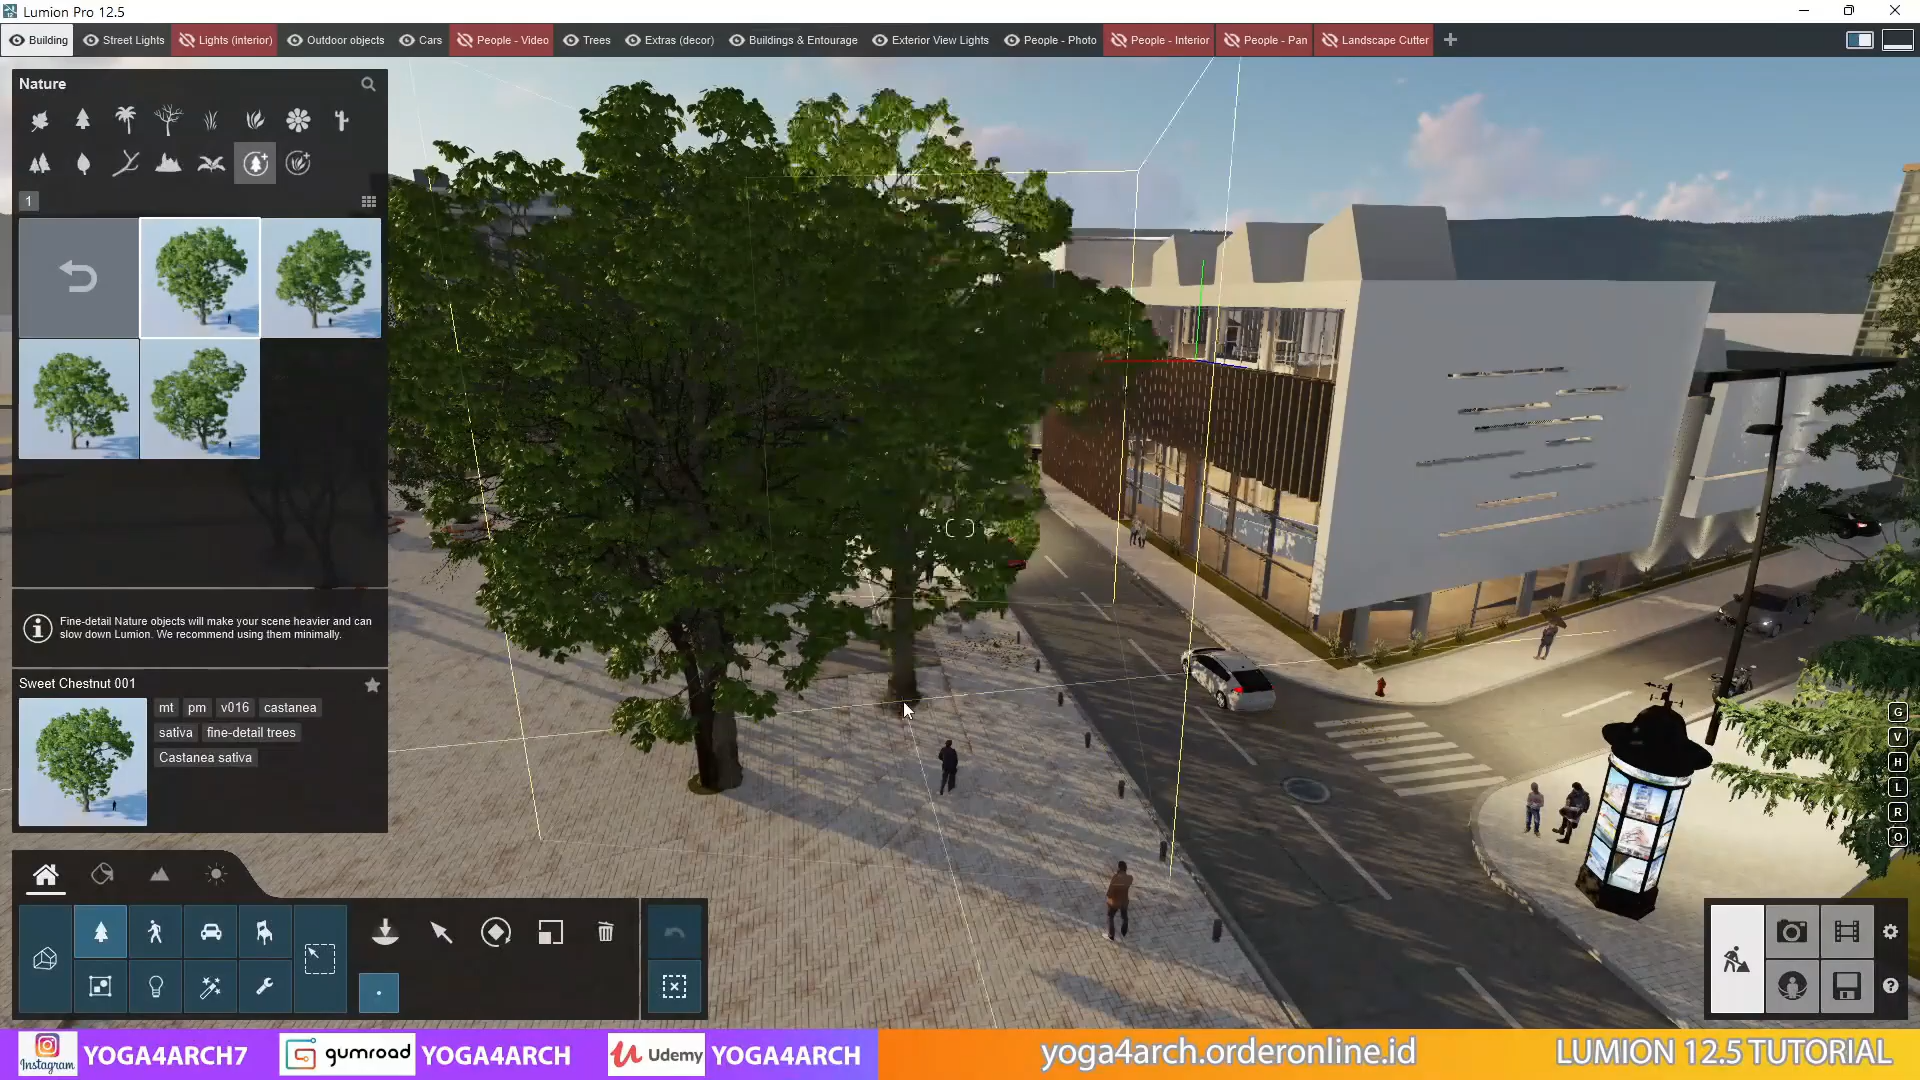 Lumion Pro 12.5
Building Street Lights Lights (interior) Outdoor objects Cars People - Video Trees Extras (decor) Buildings & Entourage Exterior View Lights People - Photo People - Interior People - Pan Landscape Cutter
Nature
1
Fine-detail Nature objects will make your scene heavier and can
slow down Lumion. We recommend using them minimally.
Sweet Chestnut 001
mt pm v016 castanea
sativa fine-detail trees
Castanea sativa
G
V
H
L
R
O
Instagram YOGA4ARCH7 gumroad YOGA4ARCH Udemy YOGA4ARCH yoga4arch.orderonline.id LUMION 12.5 TUTORIAL